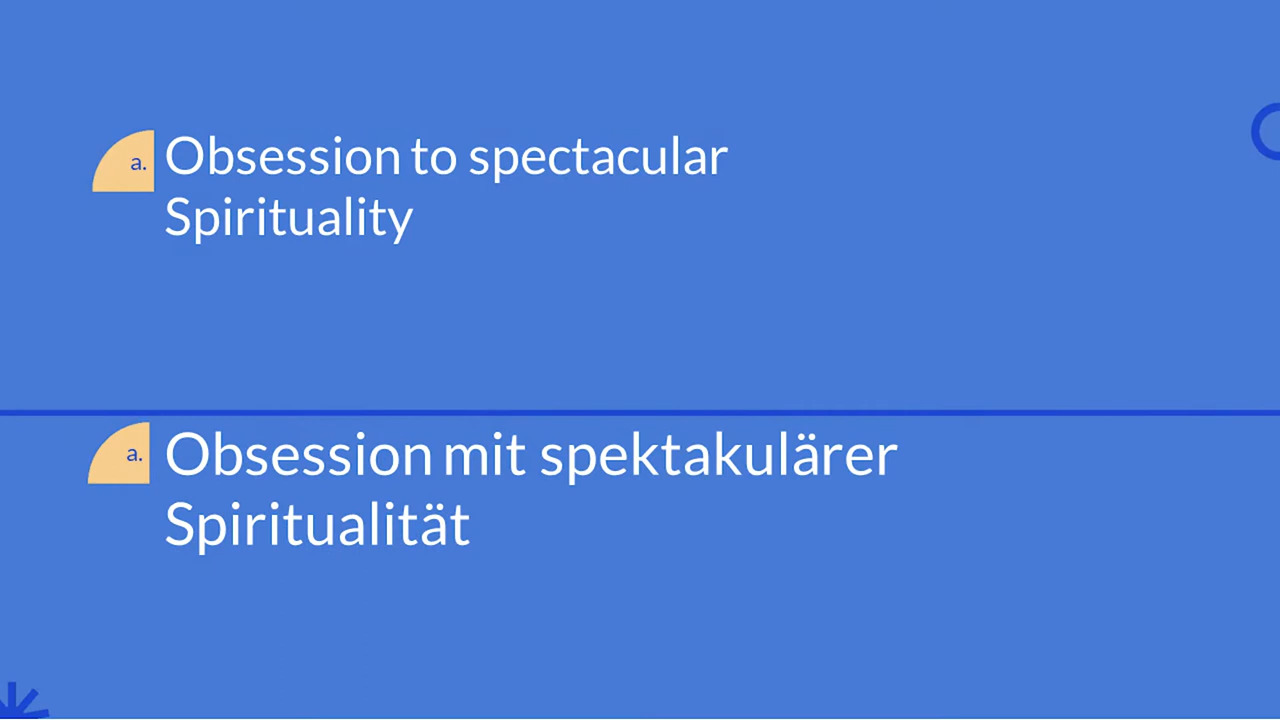 a. Obsession to spectacular
Spirituality
a. Obsession mit spektakulärer
Spiritualität